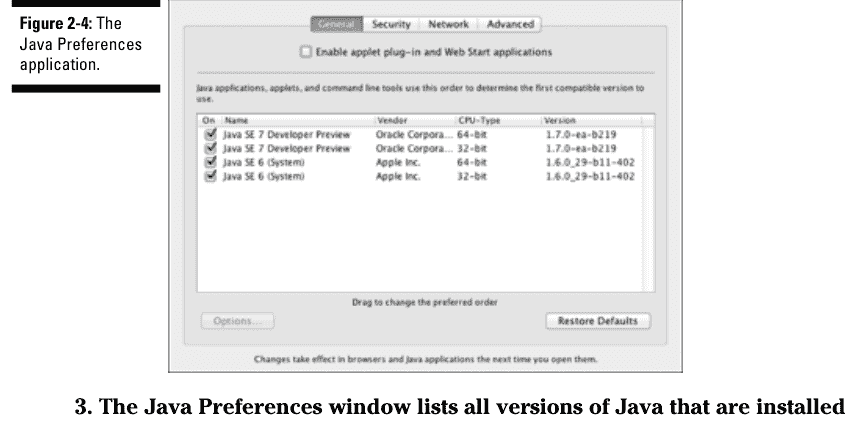 Figure 2-4: The
Java Preferences
application.
General Security Network Advanced
Enable applet plug-in and Web Start applications
Java applications, applets, and command line tools use this order to determine the first compatible version to
use.
On Name Vendor CPU-Type Version
Java SE 7 Developer Preview Oracle Corpora... 64-bit 1.7.0-ea-b219
Java SE 7 Developer Preview Oracle Corpora... 32-bit 1.7.0-ea-b219
Java SE 6 (System) Apple Inc. 64-bit 1.6.0_29-b11-402
Java SE 6 (System) Apple Inc. 32-bit 1.6.0_29-b11-402
Drag to change the preferred order
Options... Restore Defaults
Changes take effect in browsers and Java applications the next time you open them.
3. The Java Preferences window lists all versions of Java that are installed